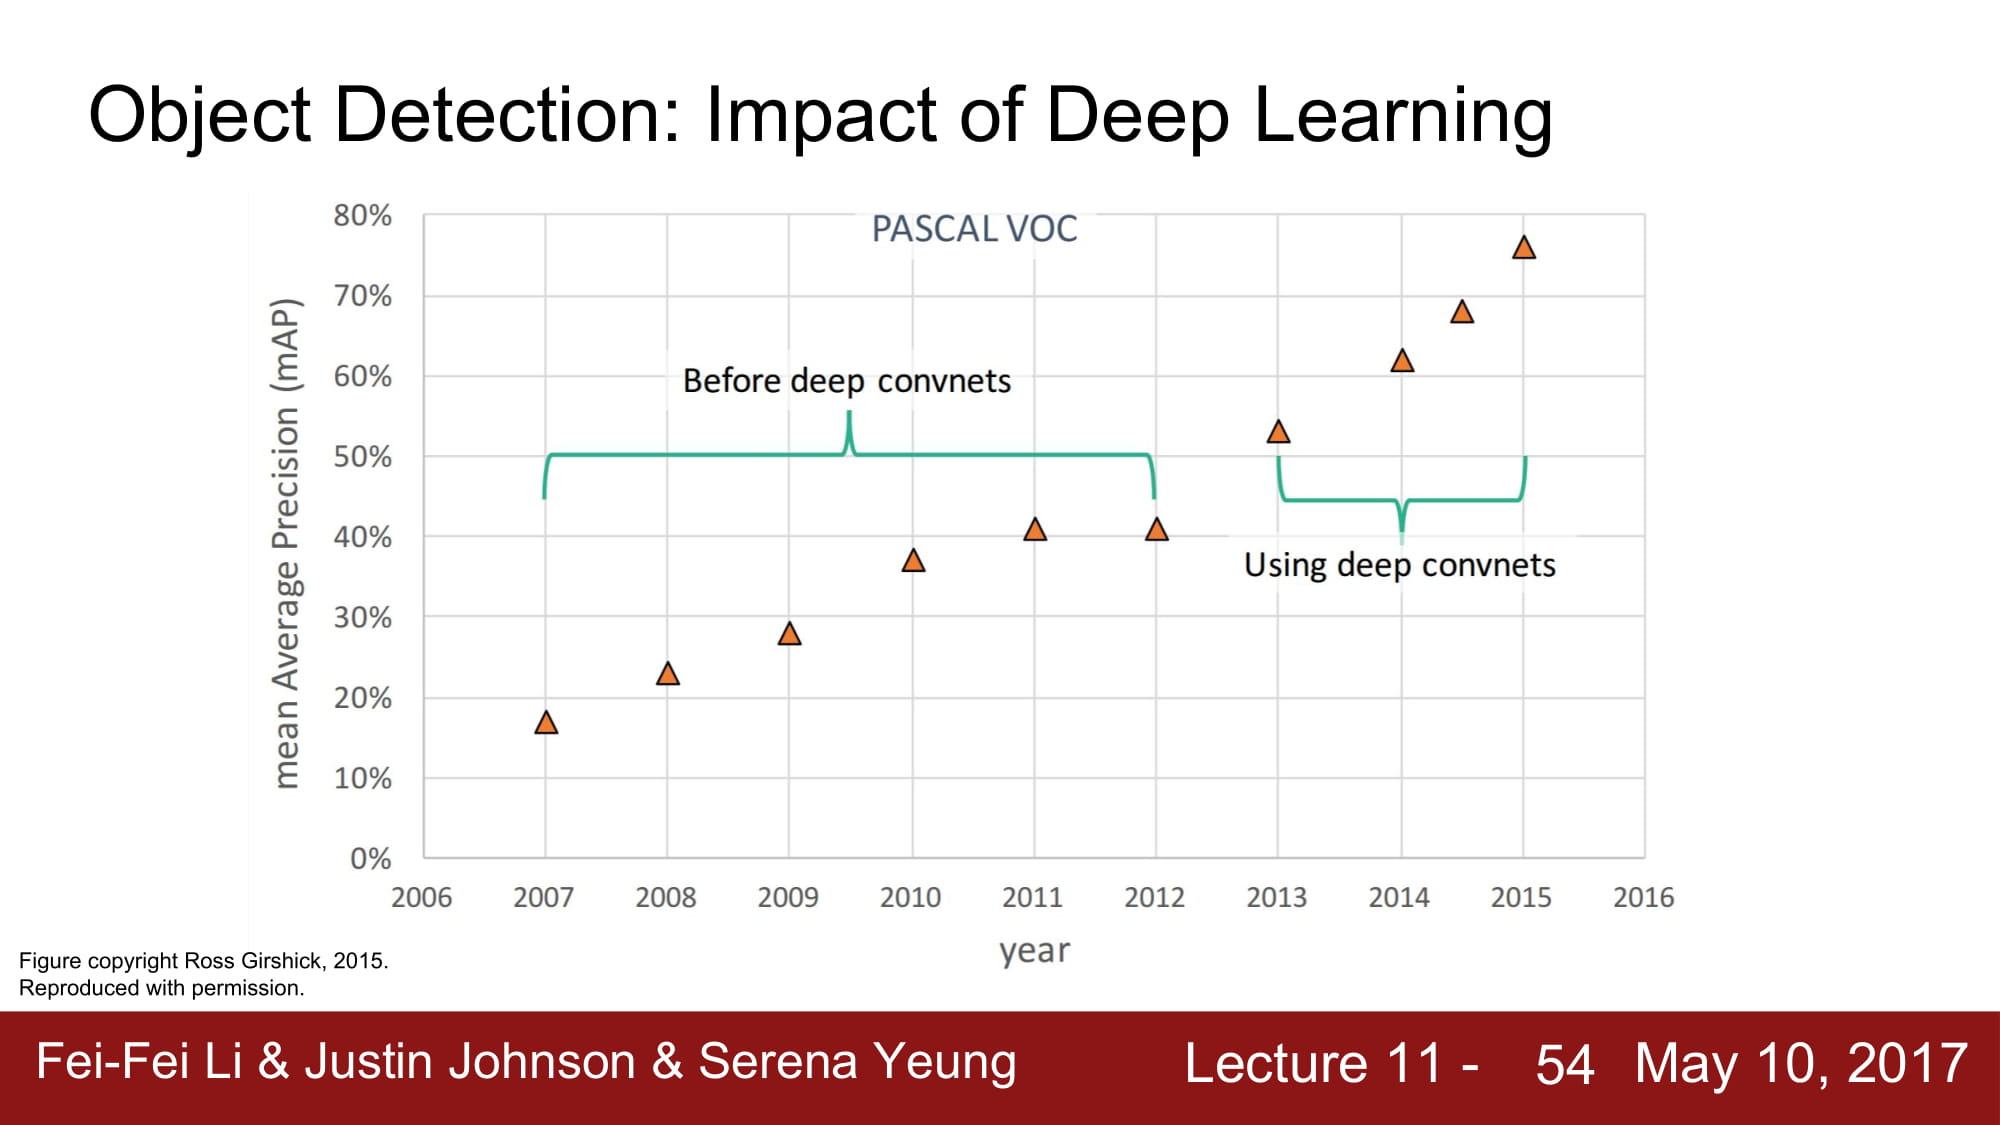 Object Detection: Impact of Deep Learning
PASCAL VOC
80%
70%
60%
50%
40%
30%
20%
10%
0%
mean Average Precision (mAP)
Before deep convnets
Using deep convnets
2006 2007 2008 2009 2010 2011 2012 2013 2014 2015 2016
year
Figure copyright Ross Girshick, 2015.
Reproduced with permission.
Fei-Fei Li & Justin Johnson & Serena Yeung Lecture 11 - 54 May 10, 2017